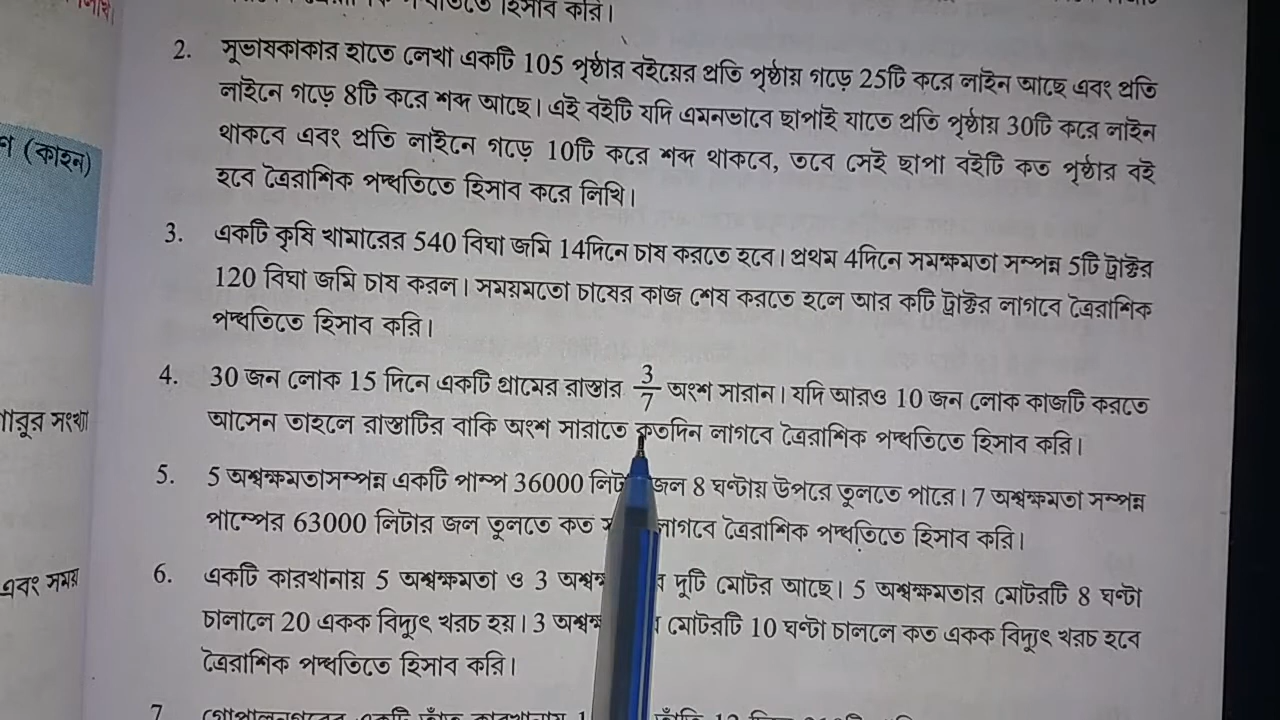 হিসাব করি।
2. সুভাষকাকার হাতে লেখা একটি 105 পৃষ্ঠার বইয়ের প্রতি পৃষ্ঠায় গড়ে 25টি করে লাইন আছে এবং প্রতি
লাইনে গড়ে 8টি করে শব্দ আছে। এই বইটি যদি এমনভাবে ছাপাই যাতে প্রতি পৃষ্ঠায় 30টি করে লাইন
থাকবে এবং প্রতি লাইনে গড়ে 10টি করে শব্দ থাকবে, তবে সেই ছাপা বইটি কত পৃষ্ঠার বই
হবে ত্রৈরাশিক পদ্ধতিতে হিসাব করে লিখি।
3. একটি কৃষি খামারের 540 বিঘা জমি 14দিনে চাষ করতে হবে। প্রথম 4দিনে সমক্ষমতা সম্পন্ন 5টি ট্রাক্টর
120 বিঘা জমি চাষ করল। সময়মতো চাষের কাজ শেষ করতে হলে আর কটি ট্রাক্টর লাগবে ত্রৈরাশিক
পদ্ধতিতে হিসাব করি।
ণ (কাহন)
4. 30 জন লোক 15 দিনে একটি গ্রামের রাস্তার 3/7 অংশ সারান। যদি আরও 10 জন লোক কাজটি করতে
আসেন তাহলে রাস্তাটির বাকি অংশ সারাতে কতদিন লাগবে ত্রৈরাশিক পদ্ধতিতে হিসাব করি।
সংখ্যা
5. 5 অশ্বক্ষমতাসম্পন্ন একটি পাম্প 36000 জল 8 ঘণ্টায় উপরে তুলতে পারে। 7 অশ্বক্ষমতা সম্পন্ন
পাম্পের 63000 লিটার জল তুলতে কত লাগবে ত্রৈরাশিক পদ্ধতিতে হিসাব করি।
6. একটি কারখানায় 5 অশ্বক্ষমতা ও 3 দুটি মোটর আছে। 5 অশ্বক্ষমতার মোটরটি 8 ঘণ্টা
চালালে 20 একক বিদ্যুৎ খরচ হয়। 3 মোটরটি 10 ঘণ্টা চালালে কত একক বিদ্যুৎ খরচ হবে
ত্রৈরাশিক পদ্ধতিতে হিসাব করি।
এবং সময়
7